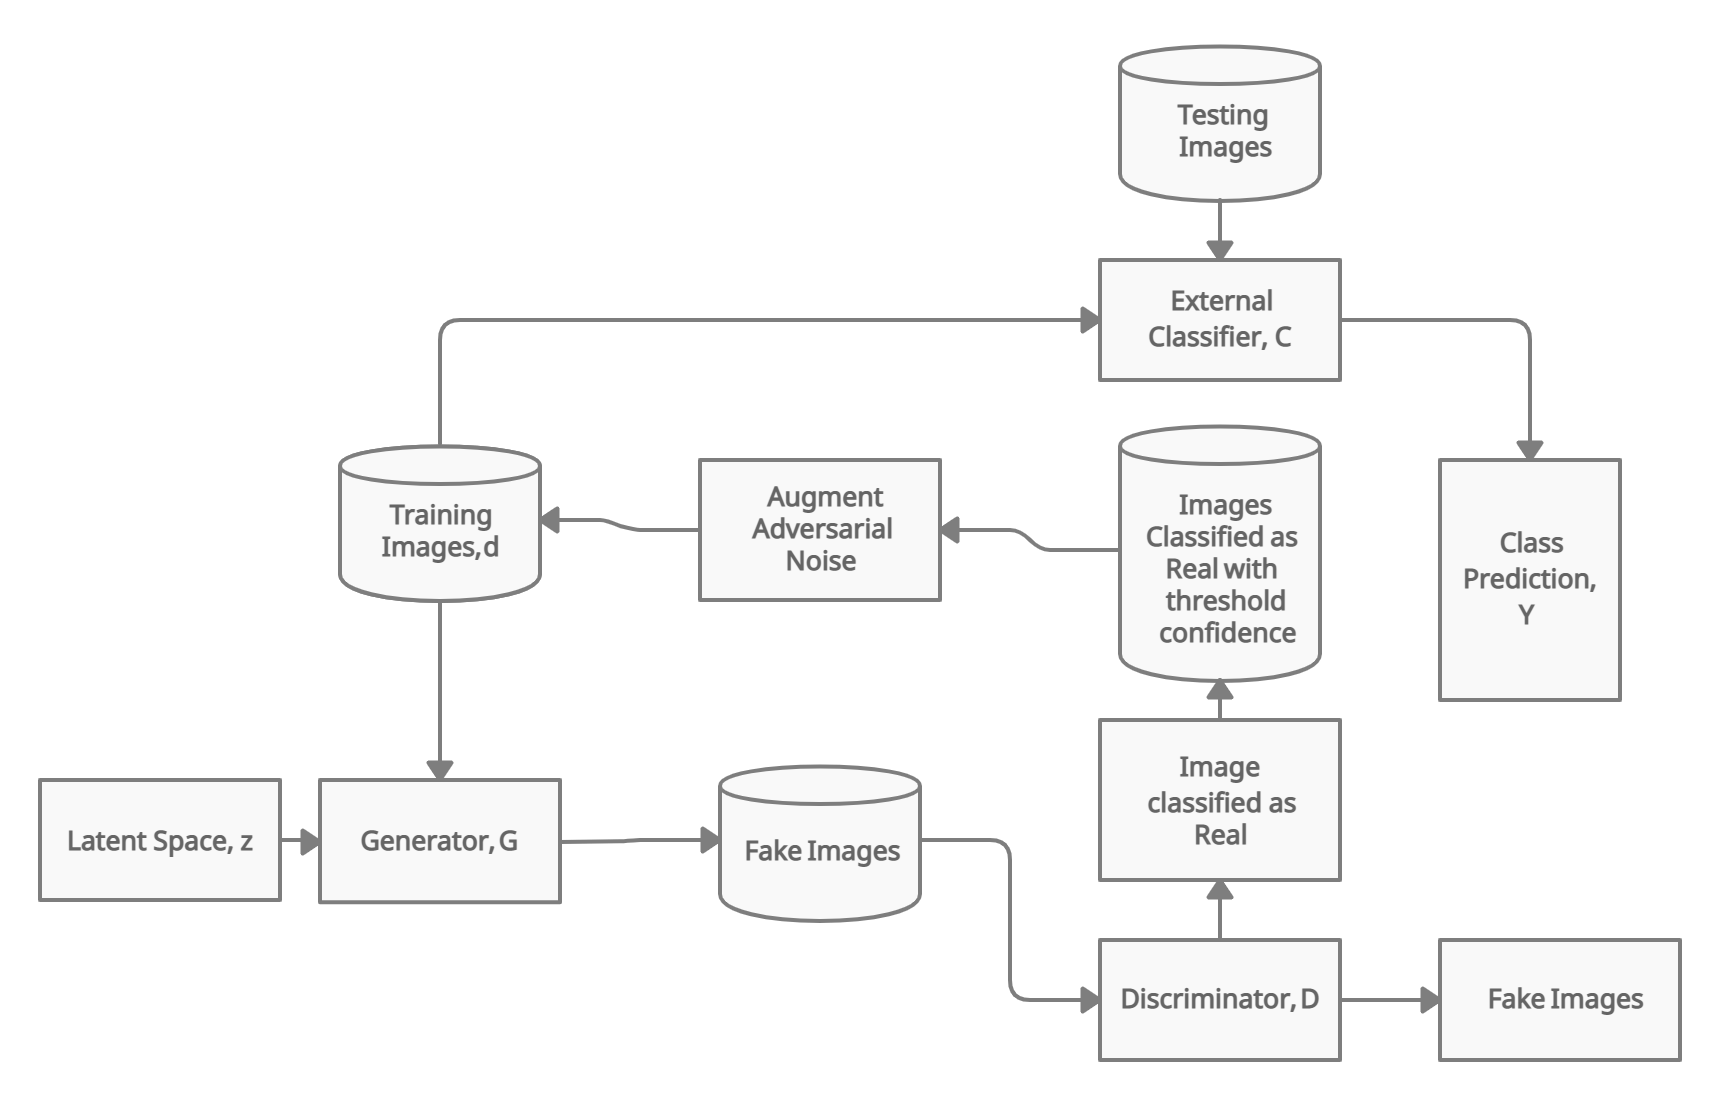 Testing
Images
External
Classifier, C
Training
Images,d
Augment
Adversarial
Noise
Images
Classified as
Real with
threshold
confidence
Class
Prediction,
Y
Image
classified as
Real
Latent Space, z
Generator, G
Fake Images
Discriminator, D
Fake Images